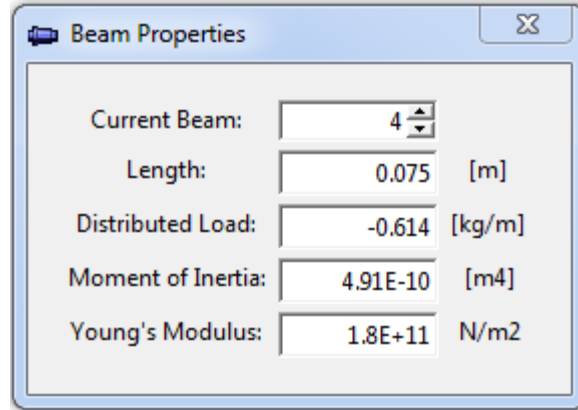 Beam Properties
Current Beam: 4
Length: 0.075 [m]
Distributed Load: -0.614 [kg/m]
Moment of Inertia: 4.91E-10 [m4]
Young's Modulus: 1.8E+11 N/m2